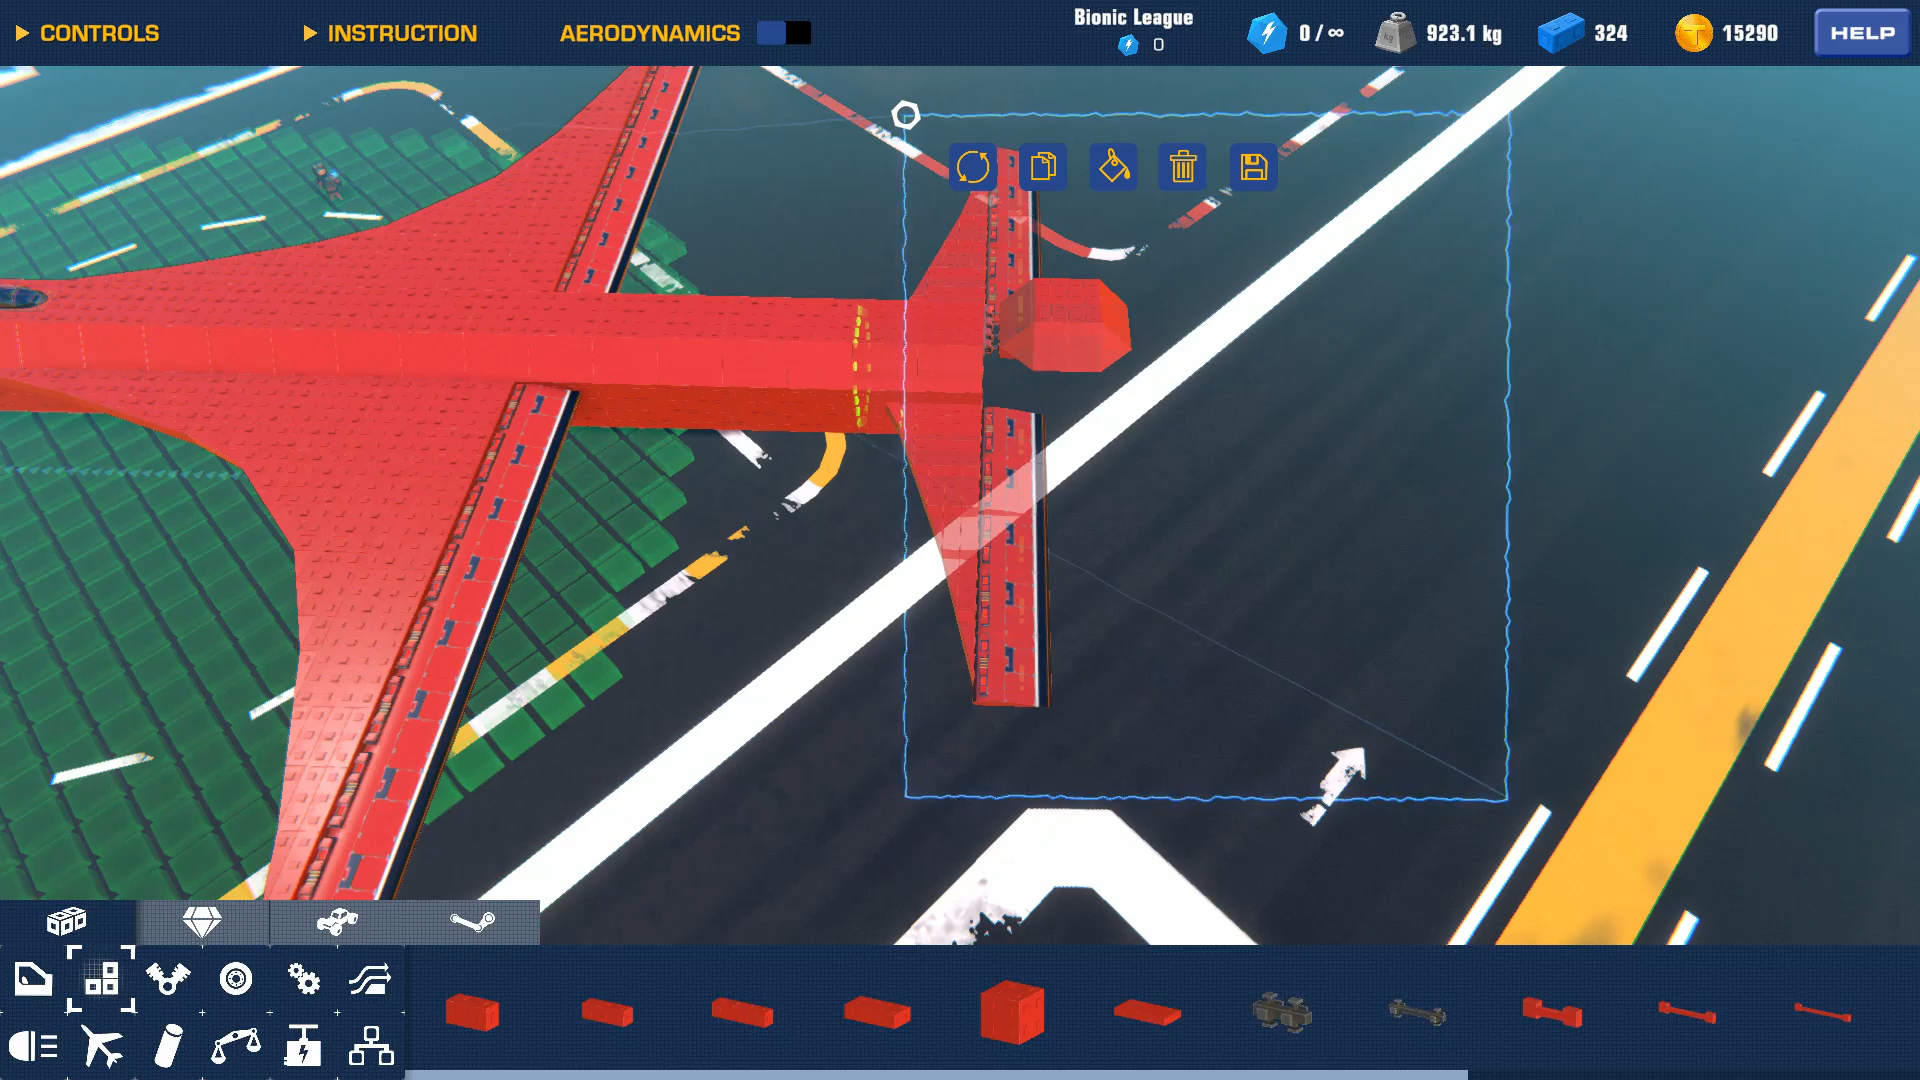 CONTROLS
INSTRUCTION
AERODYNAMICS
Bionic League
0
0 / ∞
923.1 kg
324
15290
HELP